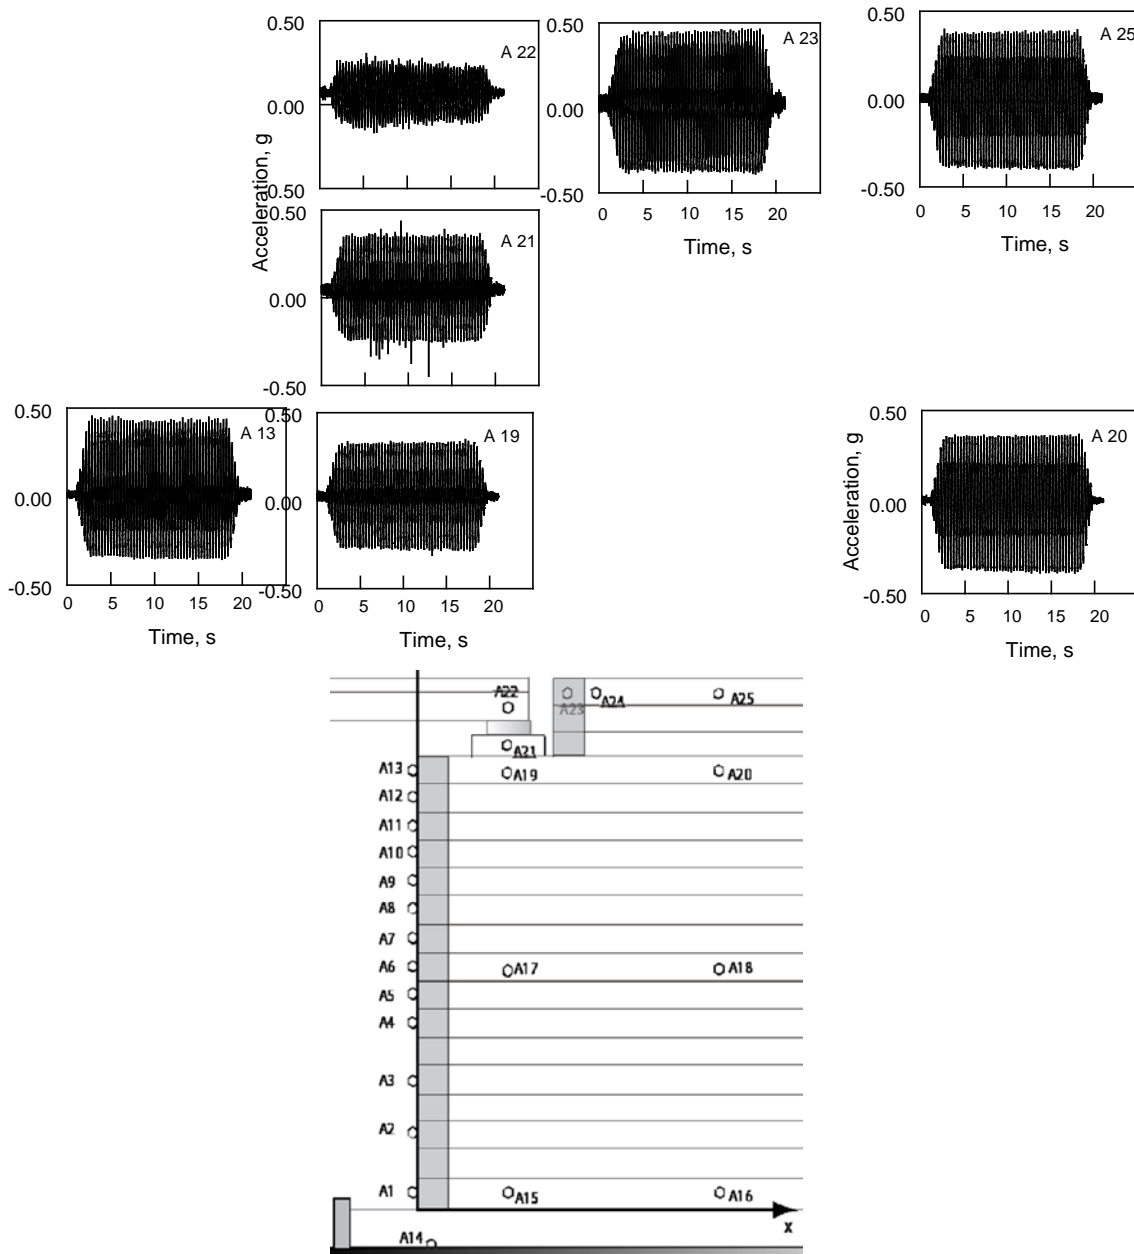 0.50
0.00
0.50
A 22
0.50
0.00
-0.50
A 23
0 5 10 15 20
Time, s
0.50
0.00
-0.50
A 25
0 5 10 15 20
Time, s
Acceleration, g
0.50
0.00
-0.50
A 21
0.50
0.00
-0.50
A 13
0 5 10 15 20
Time, s
0.50
0.00
-0.50
A 19
0 5 10 15 20
Time, s
Acceleration, g
0.50
0.00
-0.50
A 20
0 5 10 15 20
Time, s
A22
A23
A24
A25
A21
A13
A19
A20
A12
A11
A10
A9
A8
A7
A6
A17
A18
A5
A4
A3
A2
A1
A15
A16
x
A14